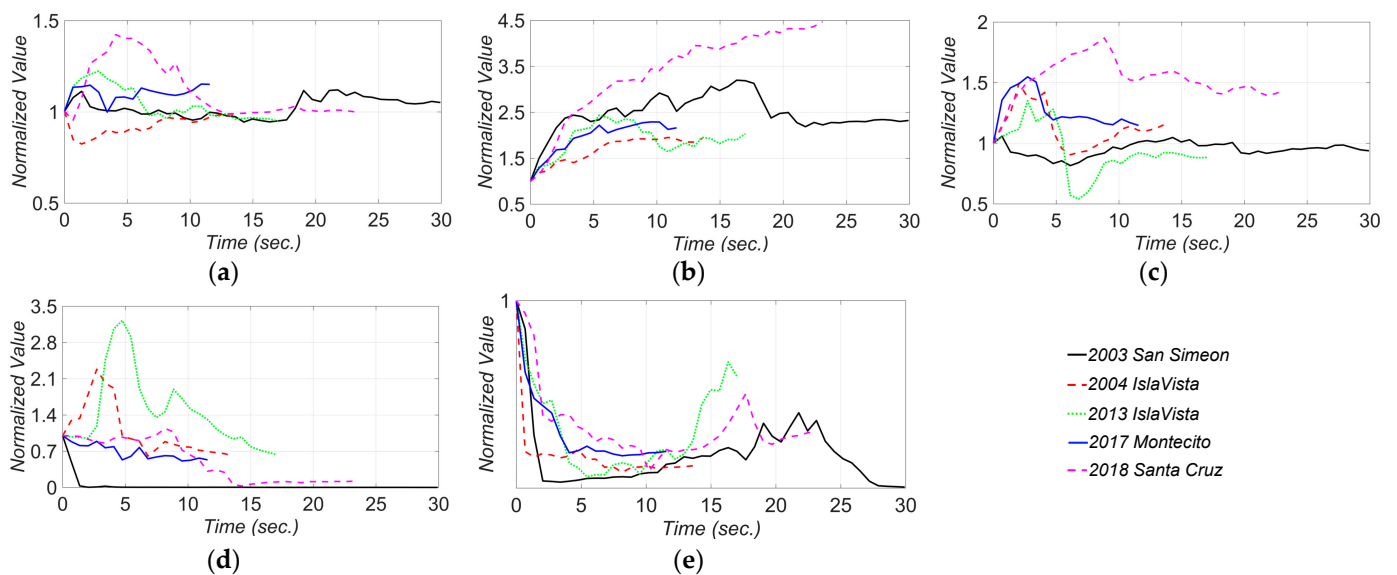 1.5
1
0.5
Normalized Value
0 5 10 15 20 25 30
Time (sec.)
(a)
4.5
3.5
2.5
1.5
0.5
Normalized Value
0 5 10 15 20 25 30
Time (sec.)
(b)
2
1.5
1
0.5
Normalized Value
0 5 10 15 20 25 30
Time (sec.)
(c)
3.5
2.8
2.1
1.4
0.7
0
Normalized Value
0 5 10 15 20 25 30
Time (sec.)
(d)
1
Normalized Value
0 5 10 15 20 25 30
Time (sec.)
(e)
2003 San Simeon
2004 IslaVista
2013 IslaVista
2017 Montecito
2018 Santa Cruz